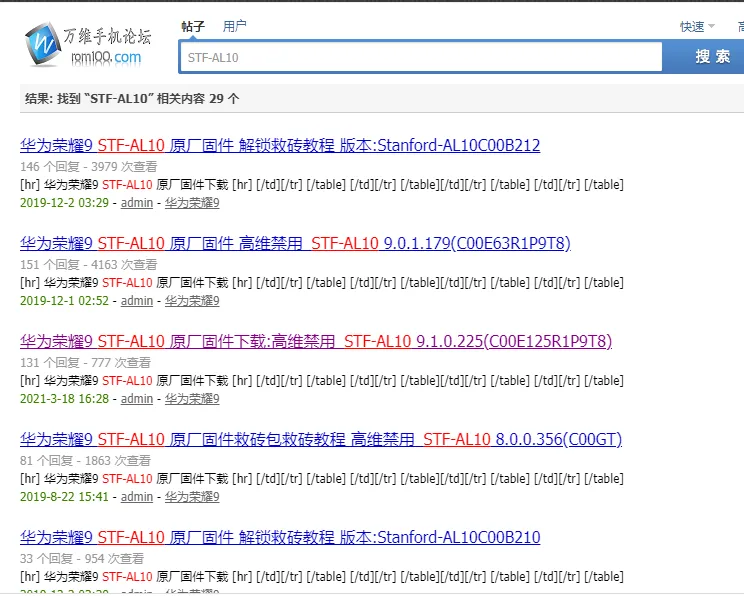 帖子 用户 快速
万维手机论坛
rom100.com
STF-AL10 搜索
结果: 找到 “STF-AL10” 相关内容 29 个
华为荣耀9 STF-AL10 原厂固件 解锁救砖教程 版本:Stanford-AL10C00B212
146 个回复 - 3979 次查看
[hr] 华为荣耀9 STF-AL10 原厂固件下载 [hr] [/td][/tr] [/table] [/td][/tr] [/table][/td][/tr] [/table] [/td][/tr] [/table]
2019-12-2 03:29 - admin - 华为荣耀9
华为荣耀9 STF-AL10 原厂固件 高维禁用 STF-AL10 9.0.1.179(C00E63R1P9T8)
151 个回复 - 4163 次查看
[hr] 华为荣耀9 STF-AL10 原厂固件下载 [hr] [/td][/tr] [/table] [/td][/tr] [/table][/td][/tr] [/table] [/td][/tr] [/table]
2019-12-1 02:52 - admin - 华为荣耀9
华为荣耀9 STF-AL10 原厂固件下载:高维禁用 STF-AL10 9.1.0.225(C00E125R1P9T8)
131 个回复 - 777 次查看
[hr] 华为荣耀9 STF-AL10 原厂固件下载 [hr] [/td][/tr] [/table] [/td][/tr] [/table][/td][/tr] [/table] [/td][/tr] [/table]
2021-3-18 16:28 - admin - 华为荣耀9
华为荣耀9 STF-AL10 原厂固件救砖包救砖教程 高维禁用 STF-AL10 8.0.0.356(C00GT)
81 个回复 - 1863 次查看
[hr] 华为荣耀9 STF-AL10 原厂固件下载 [hr] [/td][/tr] [/table] [/td][/tr] [/table][/td][/tr] [/table] [/td][/tr] [/table]
2019-8-22 15:41 - admin - 华为荣耀9
华为荣耀9 STF-AL10 原厂固件 解锁救砖教程 版本:Stanford-AL10C00B210
33 个回复 - 954 次查看
[hr] 华为荣耀9 STF-AL10 原厂固件下载 [hr] [/td][/tr] [/table] [/td][/tr] [/table][/td][/tr] [/table] [/td][/tr] [/table]